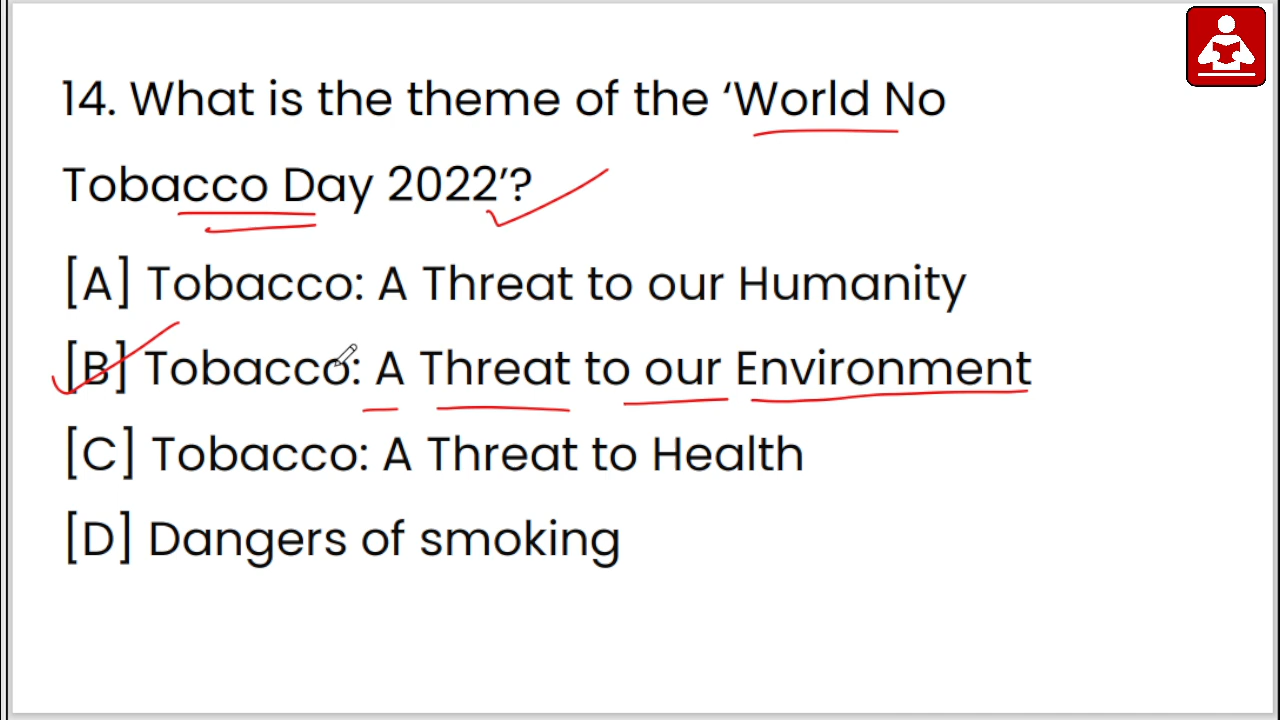 14. What is the theme of the ‘World No
Tobacco Day 2022’?
[A] Tobacco: A Threat to our Humanity
[B] Tobacco: A Threat to our Environment
[C] Tobacco: A Threat to Health
[D] Dangers of smoking